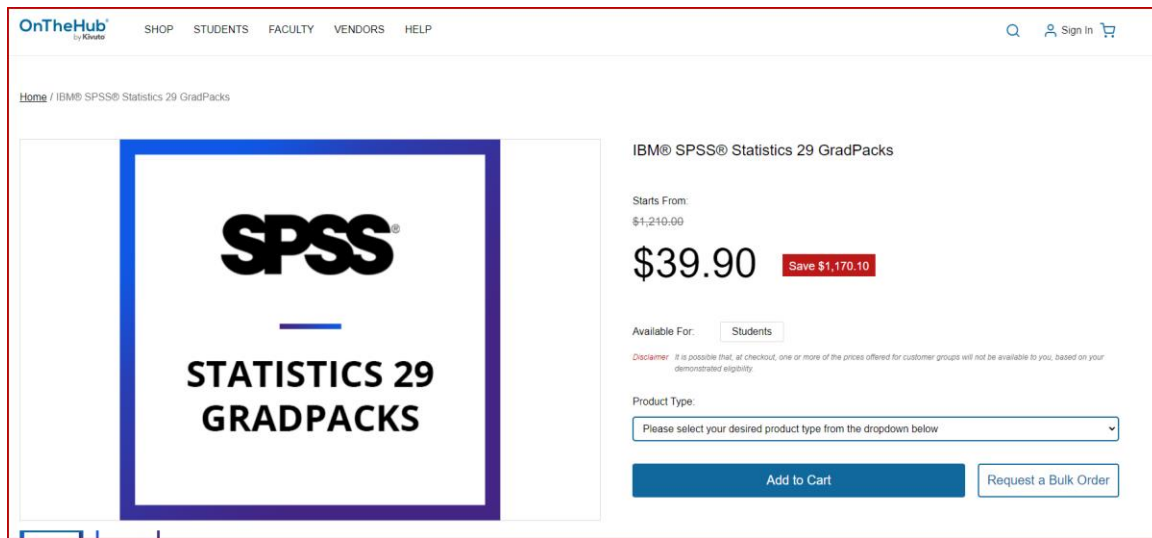 OnTheHub®
by Kivuto
SHOP STUDENTS FACULTY VENDORS HELP
Sign In
Home / IBM® SPSS® Statistics 29 GradPacks
SPSS®
STATISTICS 29
GRADPACKS
IBM® SPSS® Statistics 29 GradPacks
Starts From:
$1,210.00
$39.90 Save $1,170.10
Available For: Students
Disclaimer It is possible that, at checkout, one or more of the prices offered for customer groups will not be available to you, based on your
demonstrated eligibility.
Product Type:
Please select your desired product type from the dropdown below
Add to Cart Request a Bulk Order